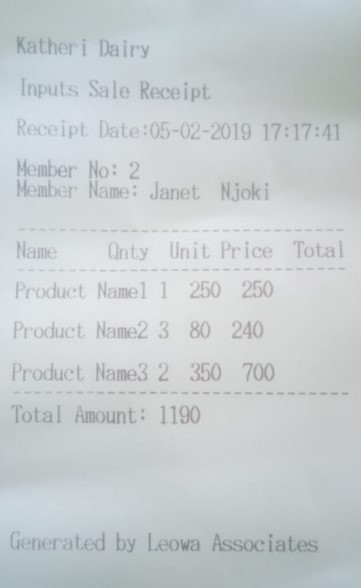 Katheri Dairy
Inputs Sale Receipt
Receipt Date:05-02-2019 17:17:41
Member No: 2
Member Name: Janet Njoki
Name Qnty Unit Price Total
Product Name1 1 250 250
Product Name2 3 80 240
Product Name3 2 350 700
Total Amount: 1190
Generated by Leowa Associates